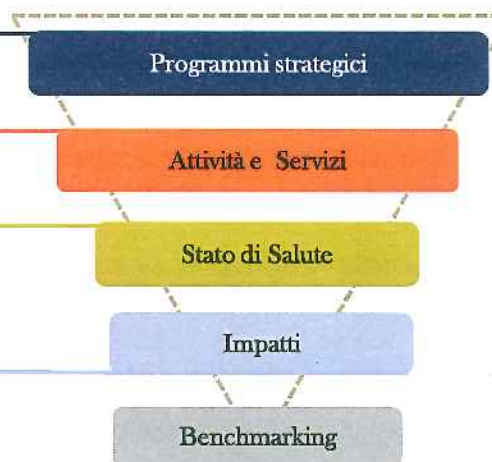 Programmi strategici
Attività e Servizi
Stato di Salute
Impatti
Benchmarking